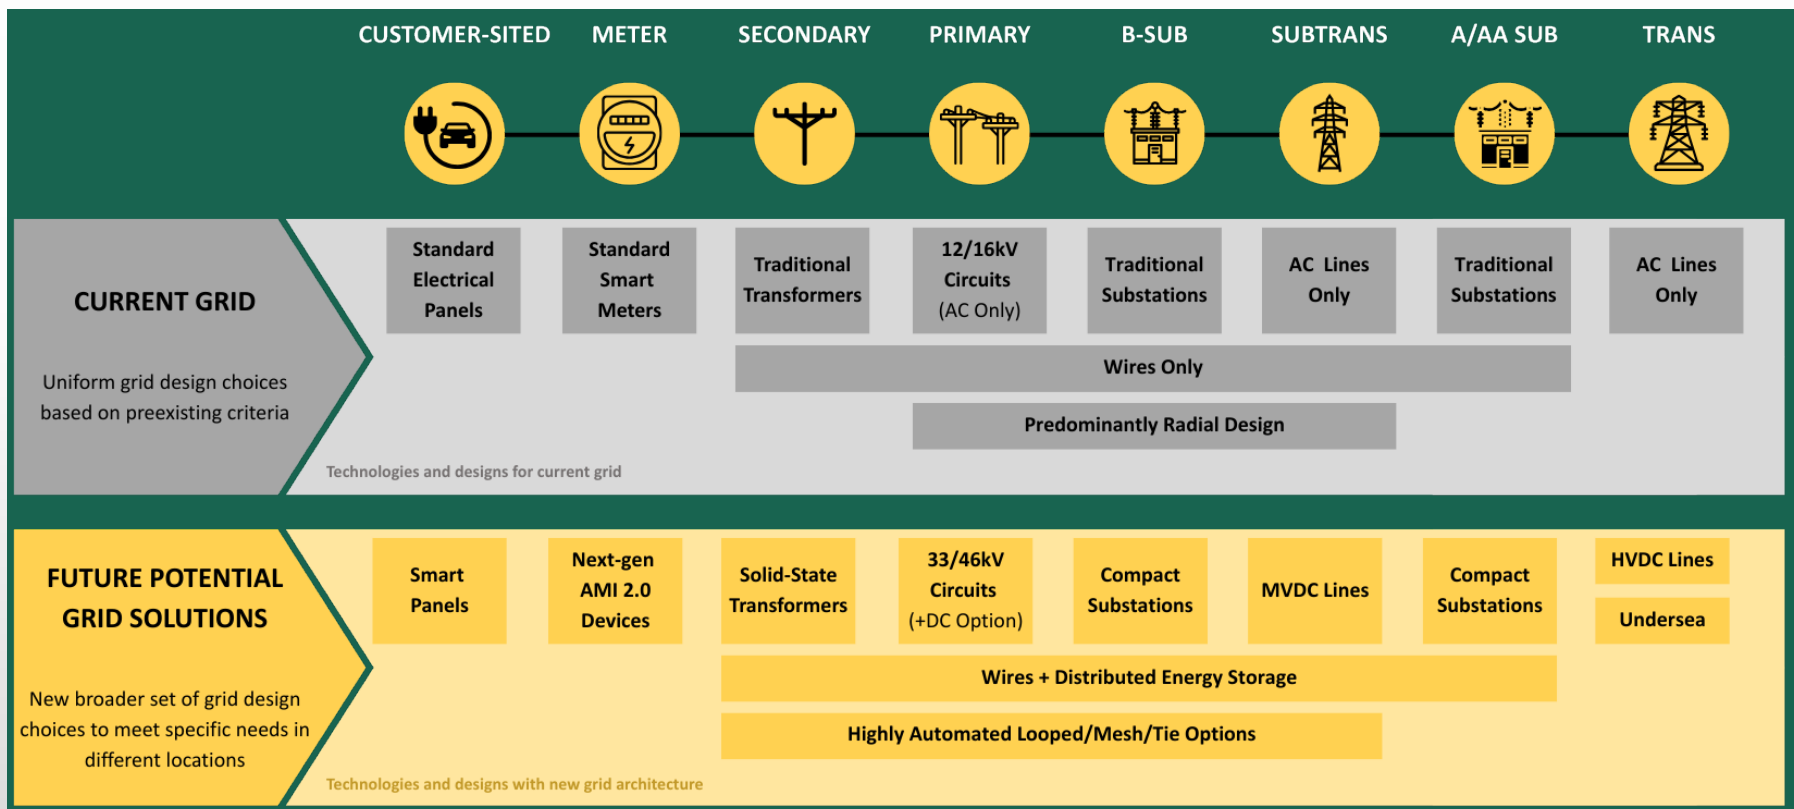 CUSTOMER-SITED METER SECONDARY PRIMARY B-SUB SUBTRANS A/AA SUB TRANS
CURRENT GRID
Uniform grid design choices
based on preexisting criteria
Standard
Electrical
Panels
Standard
Smart
Meters
Traditional
Transformers
12/16kV
Circuits
(AC Only)
Traditional
Substations
AC Lines
Only
Traditional
Substations
AC Lines
Only
Wires Only
Predominantly Radial Design
Technologies and designs for current grid
FUTURE POTENTIAL
GRID SOLUTIONS
New broader set of grid design
choices to meet specific needs in
different locations
Smart
Panels
Next-gen
AMI 2.0
Devices
Solid-State
Transformers
33/46kV
Circuits
(+DC Option)
Compact
Substations
MVDC Lines
Compact
Substations
HVDC Lines
Undersea
Wires + Distributed Energy Storage
Highly Automated Looped/Mesh/Tie Options
Technologies and designs with new grid architecture